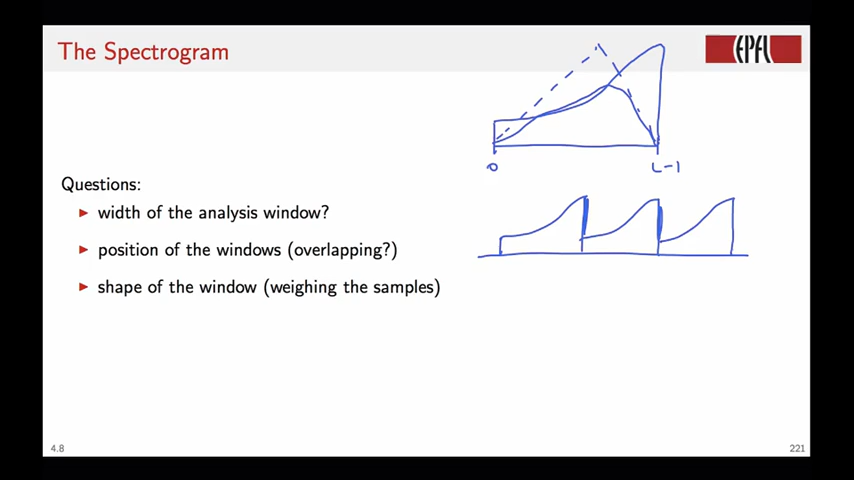 The Spectrogram
EPFL
0
L-1
Questions:
width of the analysis window?
position of the windows (overlapping?)
shape of the window (weighing the samples)
4.8
221